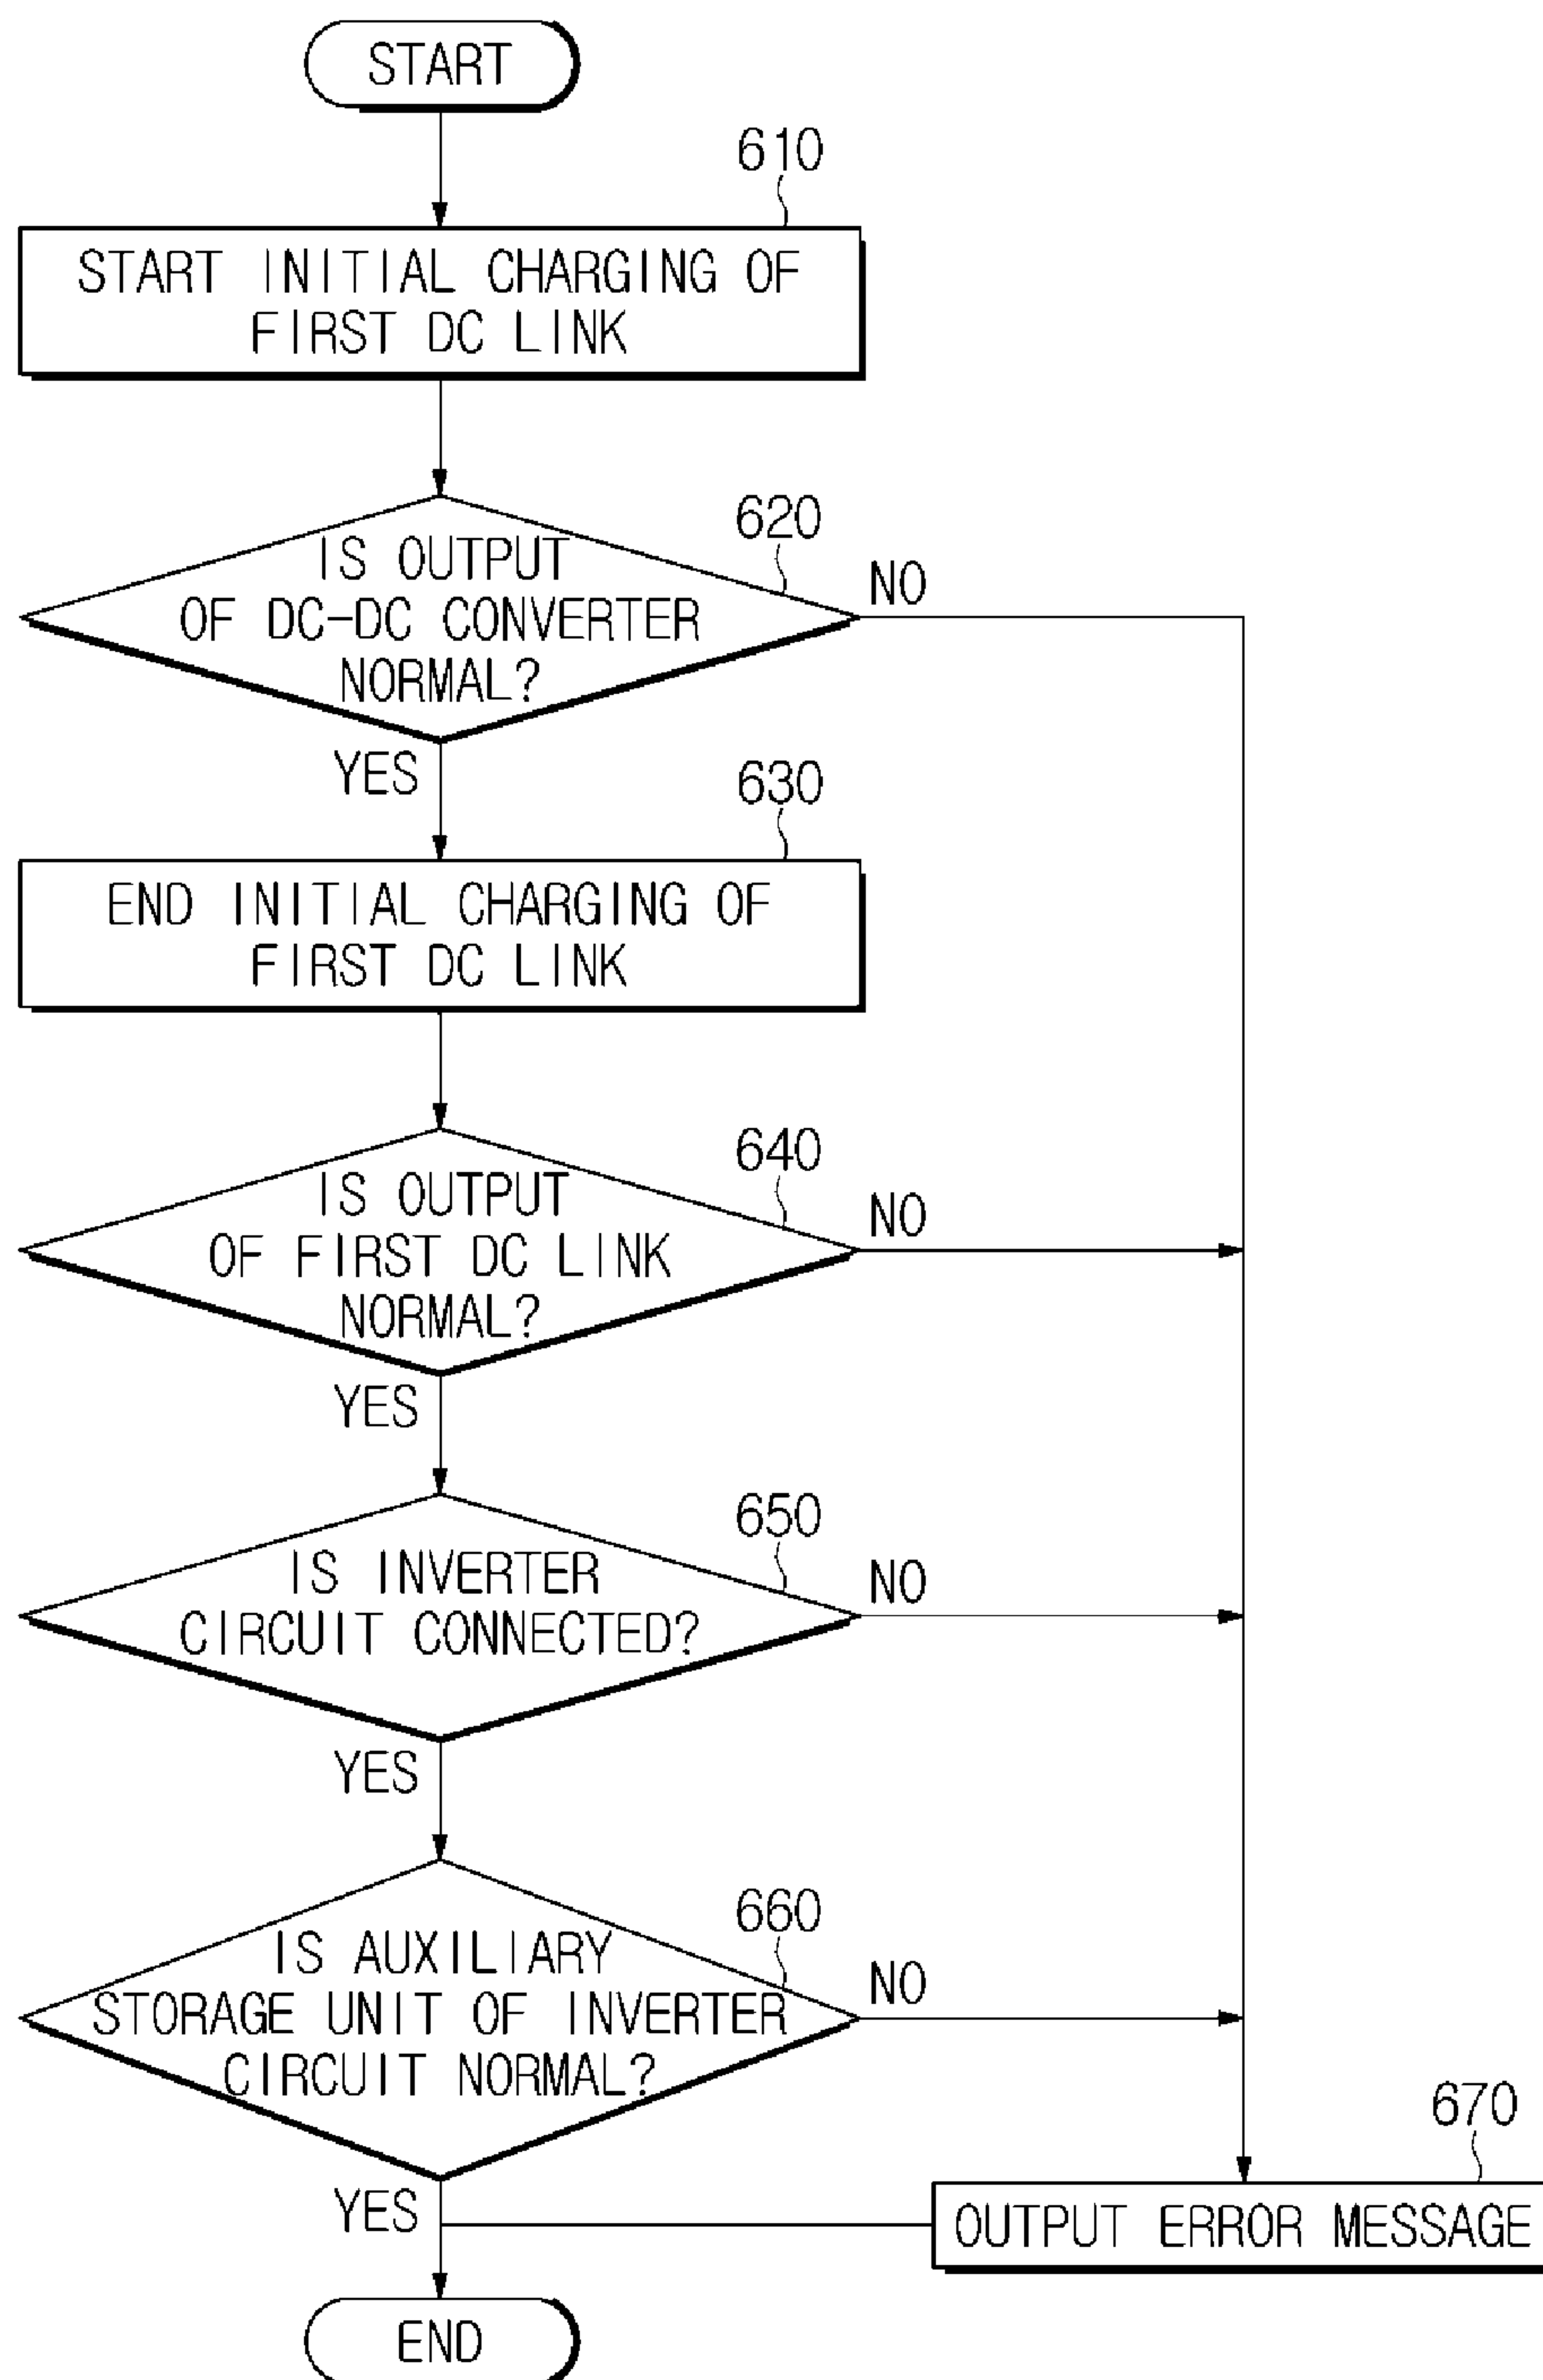 START
610
START INITIAL CHARGING OF
FIRST DC LINK
620
IS OUTPUT
OF DC-DC CONVERTER
NORMAL?
NO
YES
630
END INITIAL CHARGING OF
FIRST DC LINK
640
IS OUTPUT
OF FIRST DC LINK
NORMAL?
NO
YES
650
IS INVERTER
CIRCUIT CONNECTED?
NO
YES
660
IS AUXILIARY
STORAGE UNIT OF INVERTER
CIRCUIT NORMAL?
NO
YES
670
OUTPUT ERROR MESSAGE
END